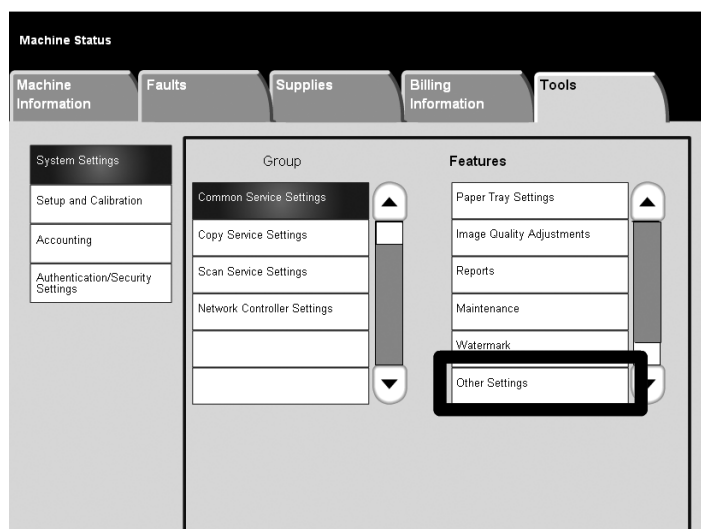 Machine Status
Machine
Information
Faults
Supplies
Billing
Information
Tools
System Settings
Setup and Calibration
Accounting
Authentication/Security
Settings
Group
Common Service Settings
Copy Service Settings
Scan Service Settings
Network Controller Settings
Features
Paper Tray Settings
Image Quality Adjustments
Reports
Maintenance
Watermark
Other Settings